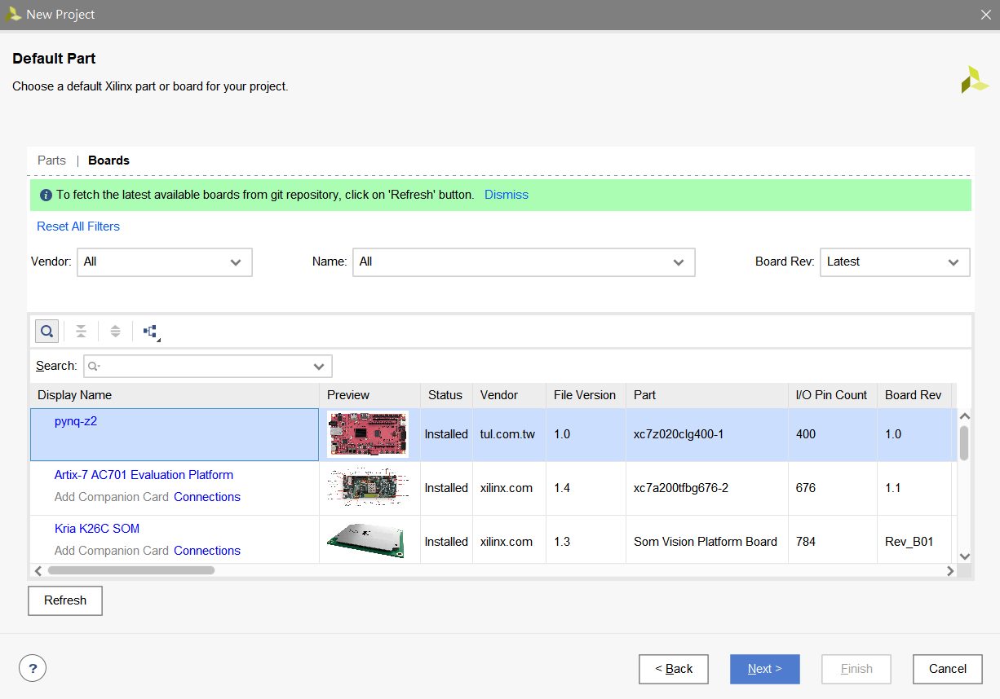 New Project
Default Part
Choose a default Xilinx part or board for your project.
Parts | Boards
To fetch the latest available boards from git repository, click on 'Refresh' button. Dismiss
Reset All Filters
Vendor: All Name: All Board Rev: Latest
Search:
Display Name Preview Status Vendor File Version Part I/O Pin Count Board Rev
pynq-z2 Installed tul.com.tw 1.0 xc7z020clg400-1 400 1.0
Artix-7 AC701 Evaluation Platform
Add Companion Card Connections Installed xilinx.com 1.4 xc7a200tfbg676-2 676 1.1
Kria K26C SOM
Add Companion Card Connections Installed xilinx.com 1.3 Som Vision Platform Board 784 Rev_B01
Refresh
? < Back Next > Finish Cancel